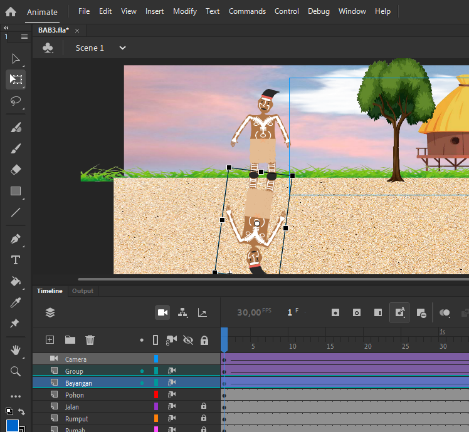 Animate File Edit View Insert Modify Text Commands Control Debug Window Help
BAB3.fla* ×
Scene 1
Timeline Output
30,00 FPS 1 F
1s
5 10 15 20 25 30
Camera
Group
Bayangan
Pohon
Jalan
Rumput
Rumah